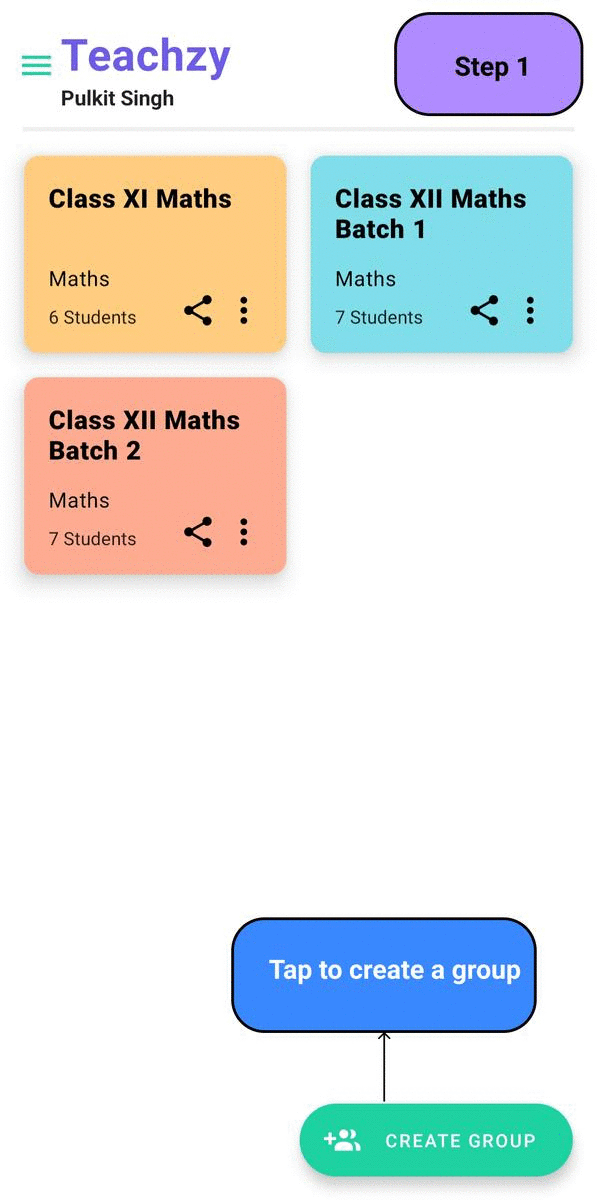 Teachzy
Pulkit Singh
Step 1
Class XI Maths
Maths
6 Students
Class XII Maths
Batch 1
Maths
7 Students
Class XII Maths
Batch 2
Maths
7 Students
Tap to create a group
CREATE GROUP